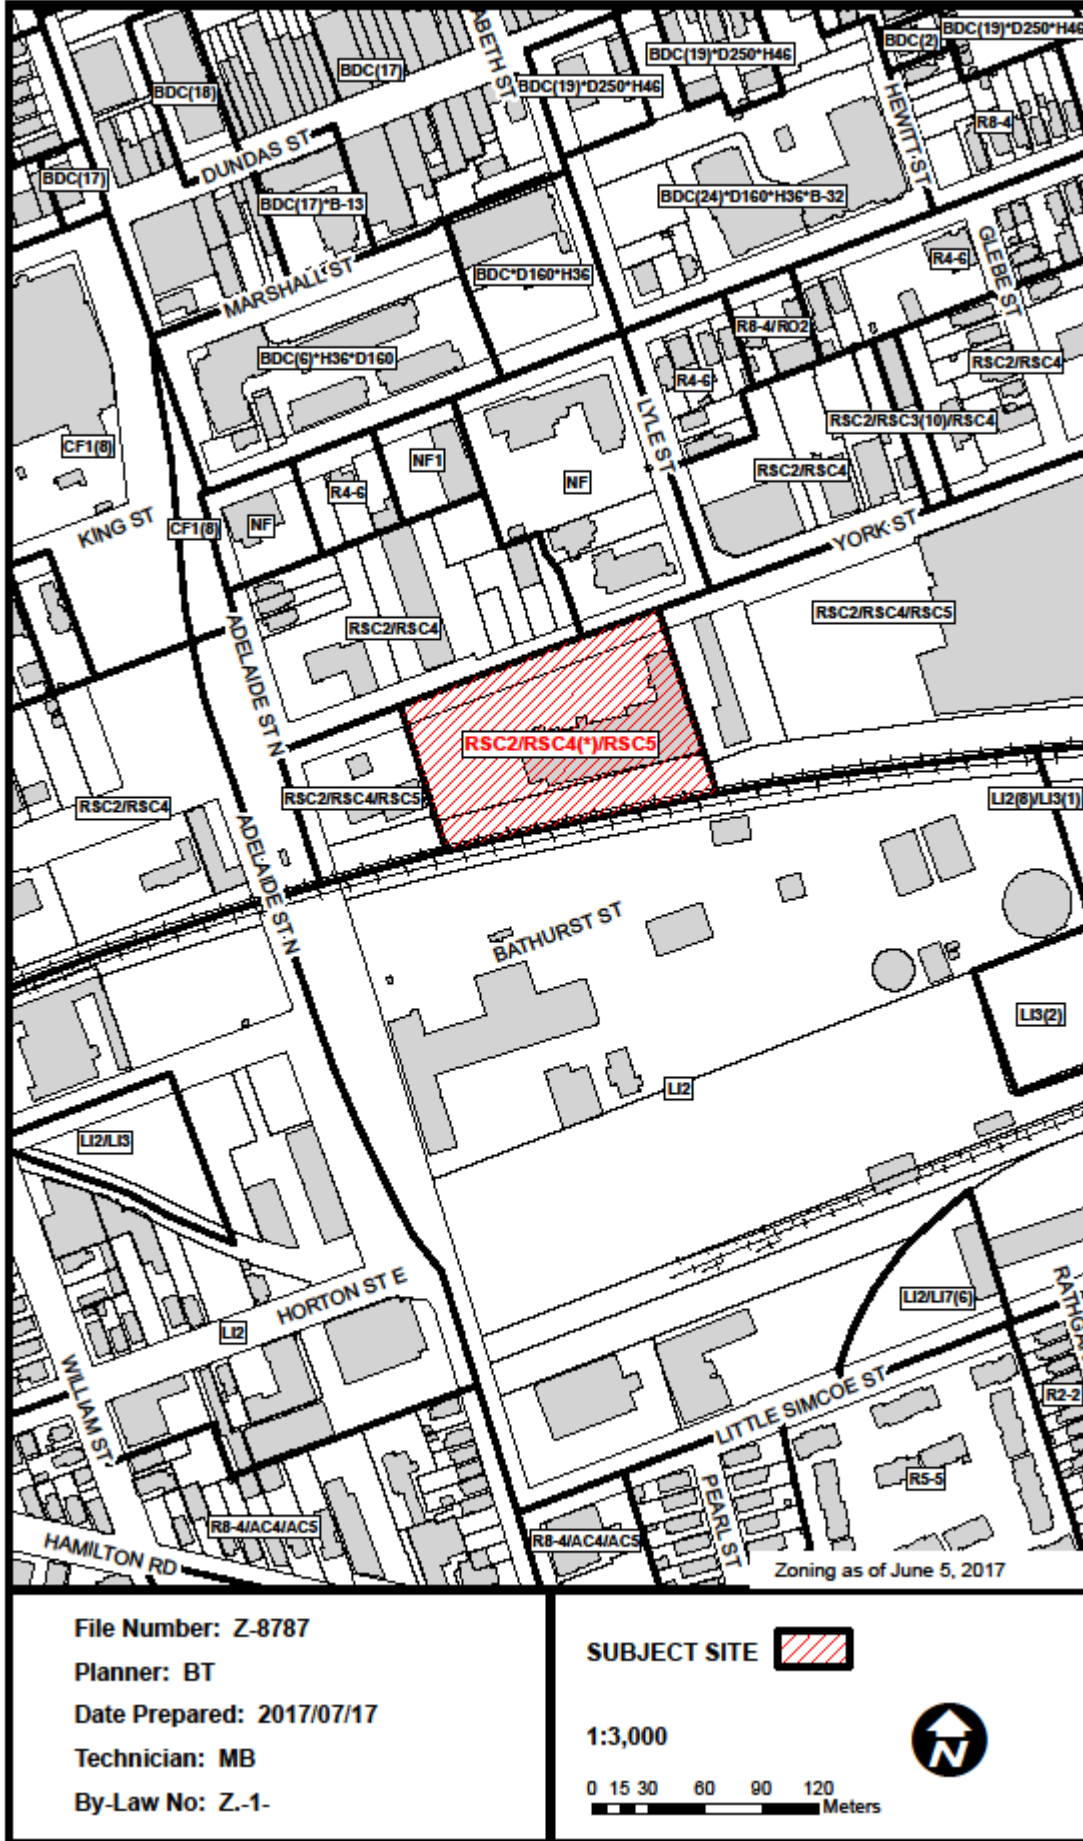 ABETH ST
BDC(2)
BDC(19)*D250*H46
BDC(19)*D250*H46
BDC(17)
BDC(19)*D250*H46
BDC(18)
HEWITT ST
R8-4
DUNDAS ST
BDC(17)
BDC(17)*B-13
BDC(24)*D160*H36*B-32
GLEBE ST
R4-6
MARSHALL ST
BDC*D160*H36
R8-4/RO2
BDC(6)*H36*D160
RSC2/RSC4
R4-6
LYLE ST
RSC2/RSC3(10)/RSC4
CF1(8)
NF1
RSC2/RSC4
NF
R4-6
KING ST
CF1(8)
NF
YORK ST
RSC2/RSC4/RSC5
RSC2/RSC4
ADELAIDE ST N
RSC2/RSC4(*)/RSC5
RSC2/RSC4/RSC5
LI2(8)/LI3(1)
RSC2/RSC4
ADELAIDE ST N
BATHURST ST
LI3(2)
LI2
LI2/LI3
HORTON ST E
LI2/LI7(6)
RATHGA
LI2
WILLIAM ST
R2-2
LITTLE SIMCOE ST
R5-5
PEARL ST
R8-4/AC4/AC5
R8-4/AC4/AC5
HAMILTON RD
Zoning as of June 5, 2017
File Number: Z-8787
Planner: BT
Date Prepared: 2017/07/17
Technician: MB
By-Law No: Z.-1-
SUBJECT SITE
1:3,000
N
0 15 30 60 90 120
Meters